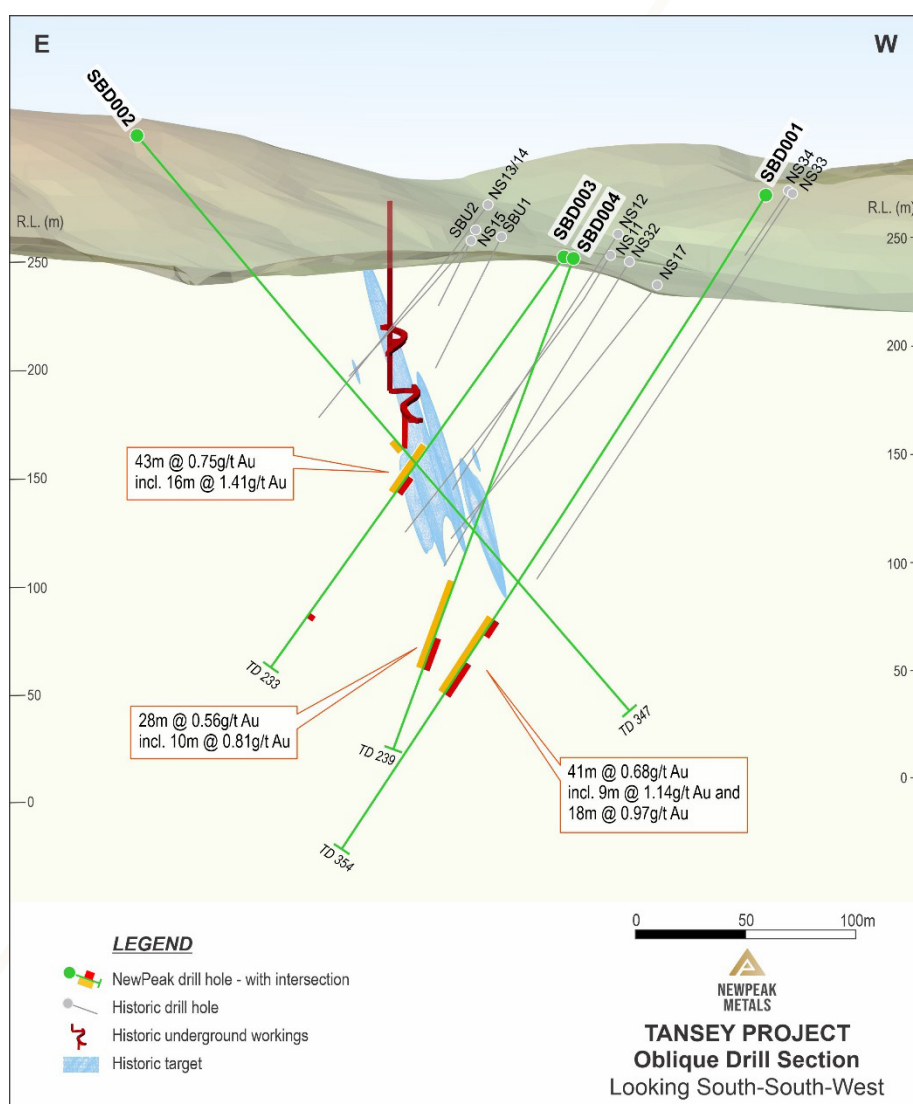 E
W
SBD002
SBD001
NS34
NS33
NS13/14
SBU2
NS15
SBU1
SBD003
SBD004
NS12
NS11
NS32
NS17
R.L. (m)
R.L. (m)
250
250
200
200
150
150
100
100
50
50
0
0
43m @ 0.75g/t Au
incl. 16m @ 1.41g/t Au
28m @ 0.56g/t Au
incl. 10m @ 0.81g/t Au
41m @ 0.68g/t Au
incl. 9m @ 1.14g/t Au and
18m @ 0.97g/t Au
TD 233
TD 347
TD 239
TD 354
LEGEND
NewPeak drill hole - with intersection
Historic drill hole
Historic underground workings
Historic target
0 50 100m
NEWPEAK
METALS
TANSEY PROJECT
Oblique Drill Section
Looking South-South-West